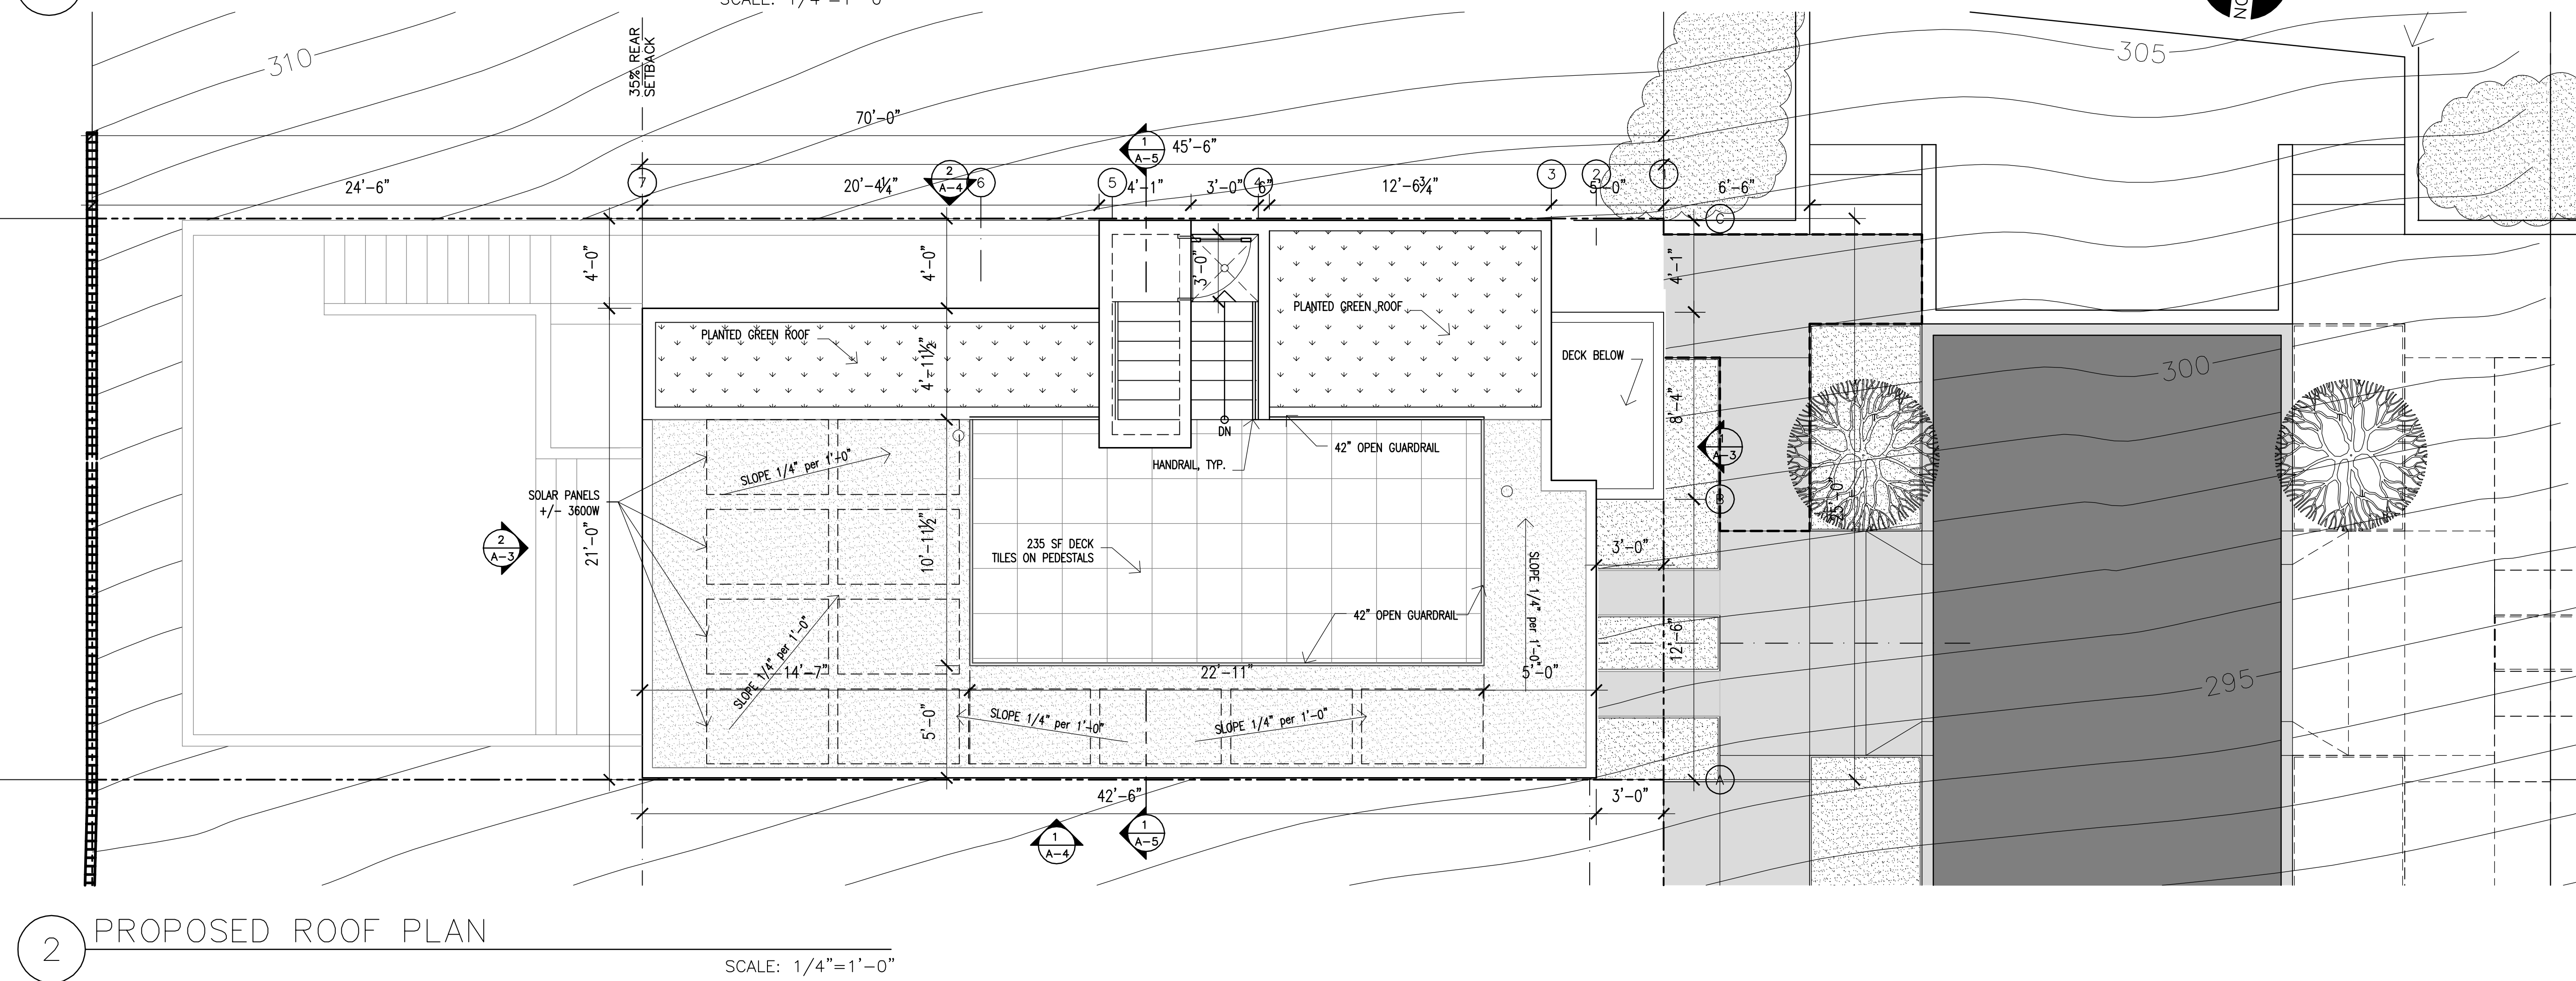 310
35% REAR
SETBACK
305
70'-0"
1
A-5
45'-6"
24'-6"
7
20'-4¼"
2
A-4
6
5
4'-1"
3'-0"
4
6"
12'-6¾"
3
2
5'-0"
1
6'-6"
C
4'-0"
4'-0"
3'-0"
4'-1"
PLANTED GREEN ROOF
PLANTED GREEN ROOF
DECK BELOW
300
4'-11½"
8'-4"
DN
42" OPEN GUARDRAIL
HANDRAIL, TYP.
1
A-3
SLOPE 1/4" per 1'-0"
SOLAR PANELS
+/- 3600W
B
2
A-3
21'-0"
10'-11½"
235 SF DECK
TILES ON PEDESTALS
3'-0"
SLOPE 1/4" per 1'-0"
42" OPEN GUARDRAIL
12'-6"
SLOPE 1/4" per 1'-0"
14'-7"
22'-11"
5'-0"
295
5'-0"
SLOPE 1/4" per 1'-0"
SLOPE 1/4" per 1'-0"
A
42'-6"
3'-0"
1
A-4
1
A-5
2
PROPOSED ROOF PLAN
SCALE: 1/4"=1'-0"